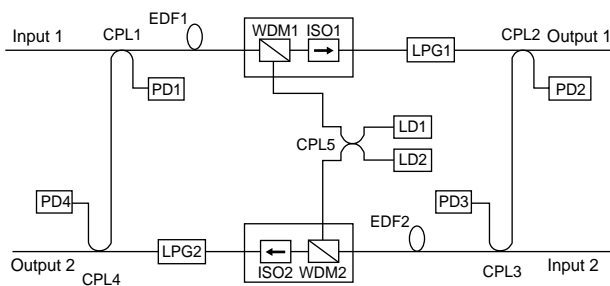 EDF1
Input 1
CPL1
WDM1
ISO1
CPL2
Output 1
LPG1
PD1
PD2
LD1
CPL5
LD2
PD4
EDF2
PD3
LPG2
Output 2
CPL4
ISO2
WDM2
CPL3
Input 2